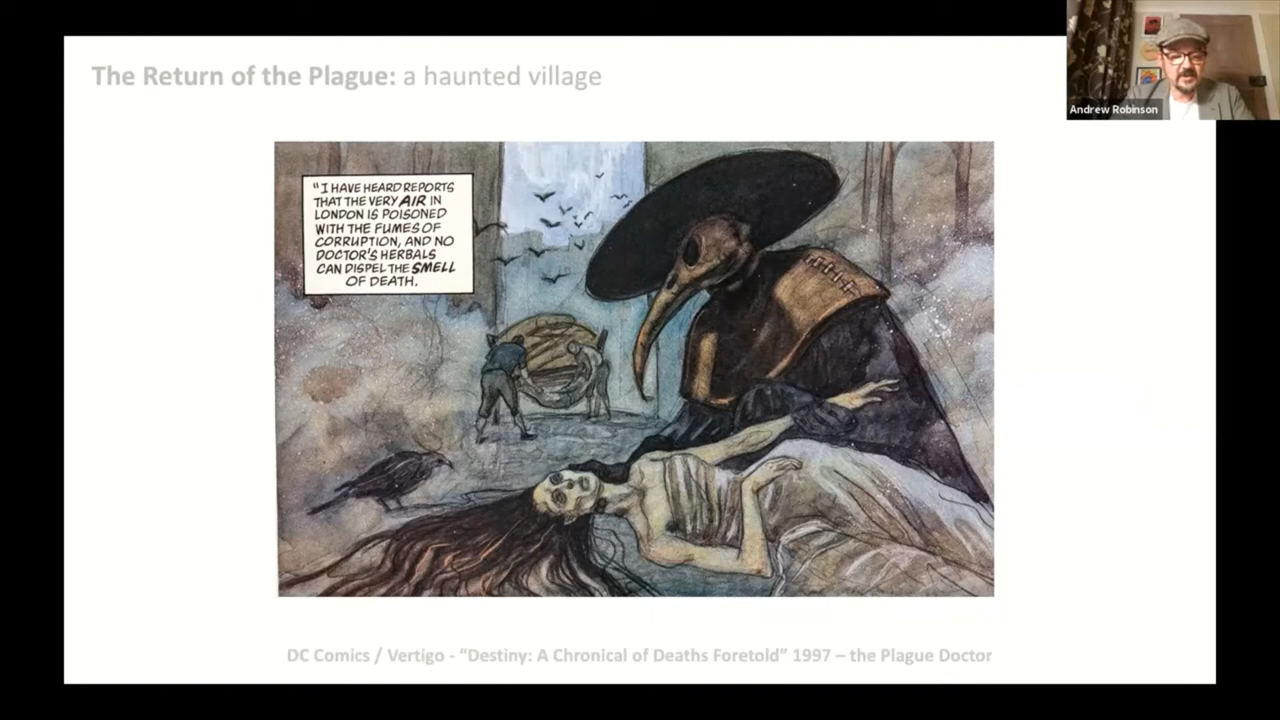 The Return of the Plague: a haunted village
Andrew Robinson
"I HAVE HEARD REPORTS
THAT THE VERY AIR IN
LONDON IS POISONED
WITH THE FUMES OF
CORRUPTION, AND NO
DOCTOR'S HERBALS
CAN DISPEL THE SMELL
OF DEATH.
DC Comics / Vertigo - “Destiny: A Chronical of Deaths Foretold” 1997 – the Plague Doctor